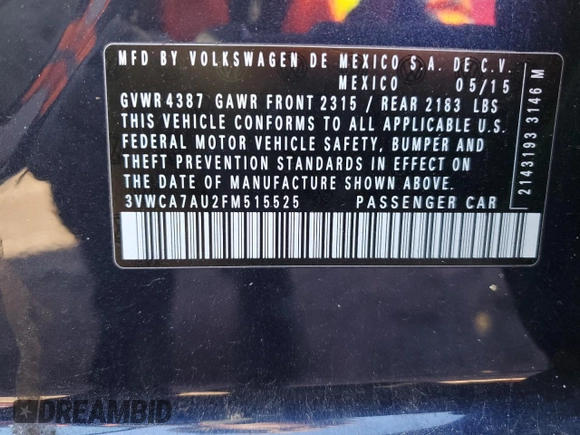 MFD BY VOLKSWAGEN DE MEXICO S.A. DE C.V.
MEXICO 05/15
GVWR 4387 GAWR FRONT 2315 / REAR 2183 LBS
THIS VEHICLE CONFORMS TO ALL APPLICABLE U.S.
FEDERAL MOTOR VEHICLE SAFETY, BUMPER AND
THEFT PREVENTION STANDARDS IN EFFECT ON
THE DATE OF MANUFACTURE SHOWN ABOVE.
3VWCA7AU2FM515525 PASSENGER CAR
2143193 3146 M
DREAMBID